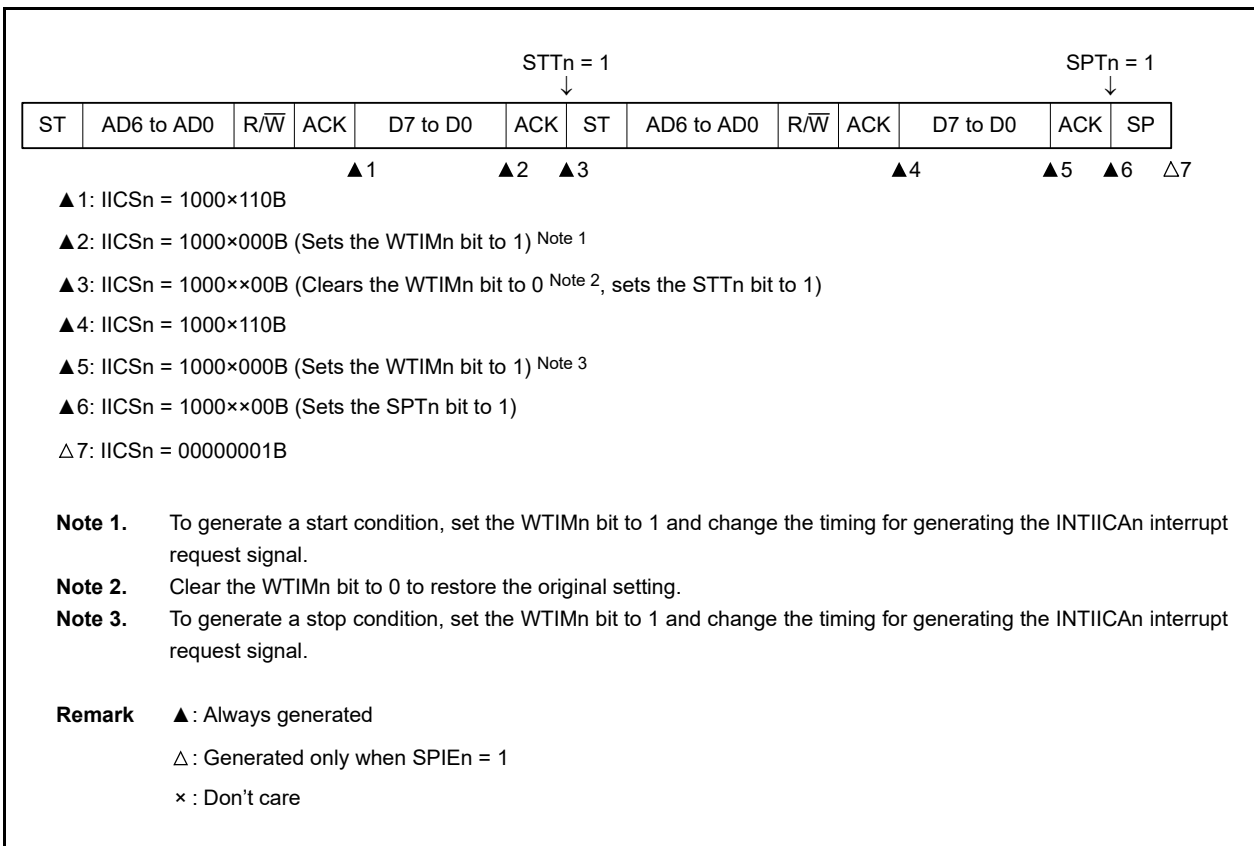 STTn = 1 SPTn = 1
↓ ↓
ST AD6 to AD0 R/W̅ ACK D7 to D0 ACK ST AD6 to AD0 R/W̅ ACK D7 to D0 ACK SP
▲1 ▲2 ▲3 ▲4 ▲5 ▲6 △7
▲1: IICSn = 1000×110B
▲2: IICSn = 1000×000B (Sets the WTIMn bit to 1) Note 1
▲3: IICSn = 1000××00B (Clears the WTIMn bit to 0 Note 2, sets the STTn bit to 1)
▲4: IICSn = 1000×110B
▲5: IICSn = 1000×000B (Sets the WTIMn bit to 1) Note 3
▲6: IICSn = 1000××00B (Sets the SPTn bit to 1)
△7: IICSn = 00000001B
Note 1. To generate a start condition, set the WTIMn bit to 1 and change the timing for generating the INTIICAn interrupt
request signal.
Note 2. Clear the WTIMn bit to 0 to restore the original setting.
Note 3. To generate a stop condition, set the WTIMn bit to 1 and change the timing for generating the INTIICAn interrupt
request signal.
Remark ▲: Always generated
△: Generated only when SPIEn = 1
× : Don't care